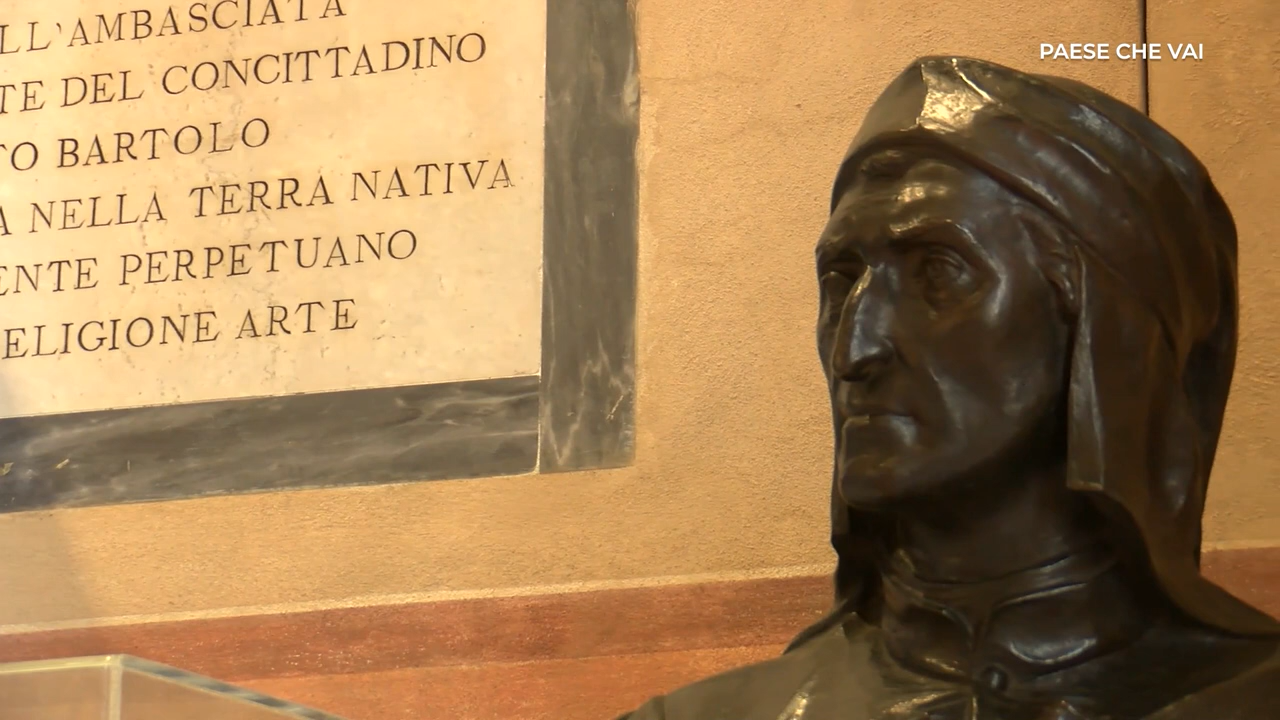 PAESE CHE VAI
LL'AMBASCIATA
TE DEL CONCITTADINO
TO BARTOLO
A NELLA TERRA NATIVA
ENTE PERPETUANO
ELIGIONE ARTE